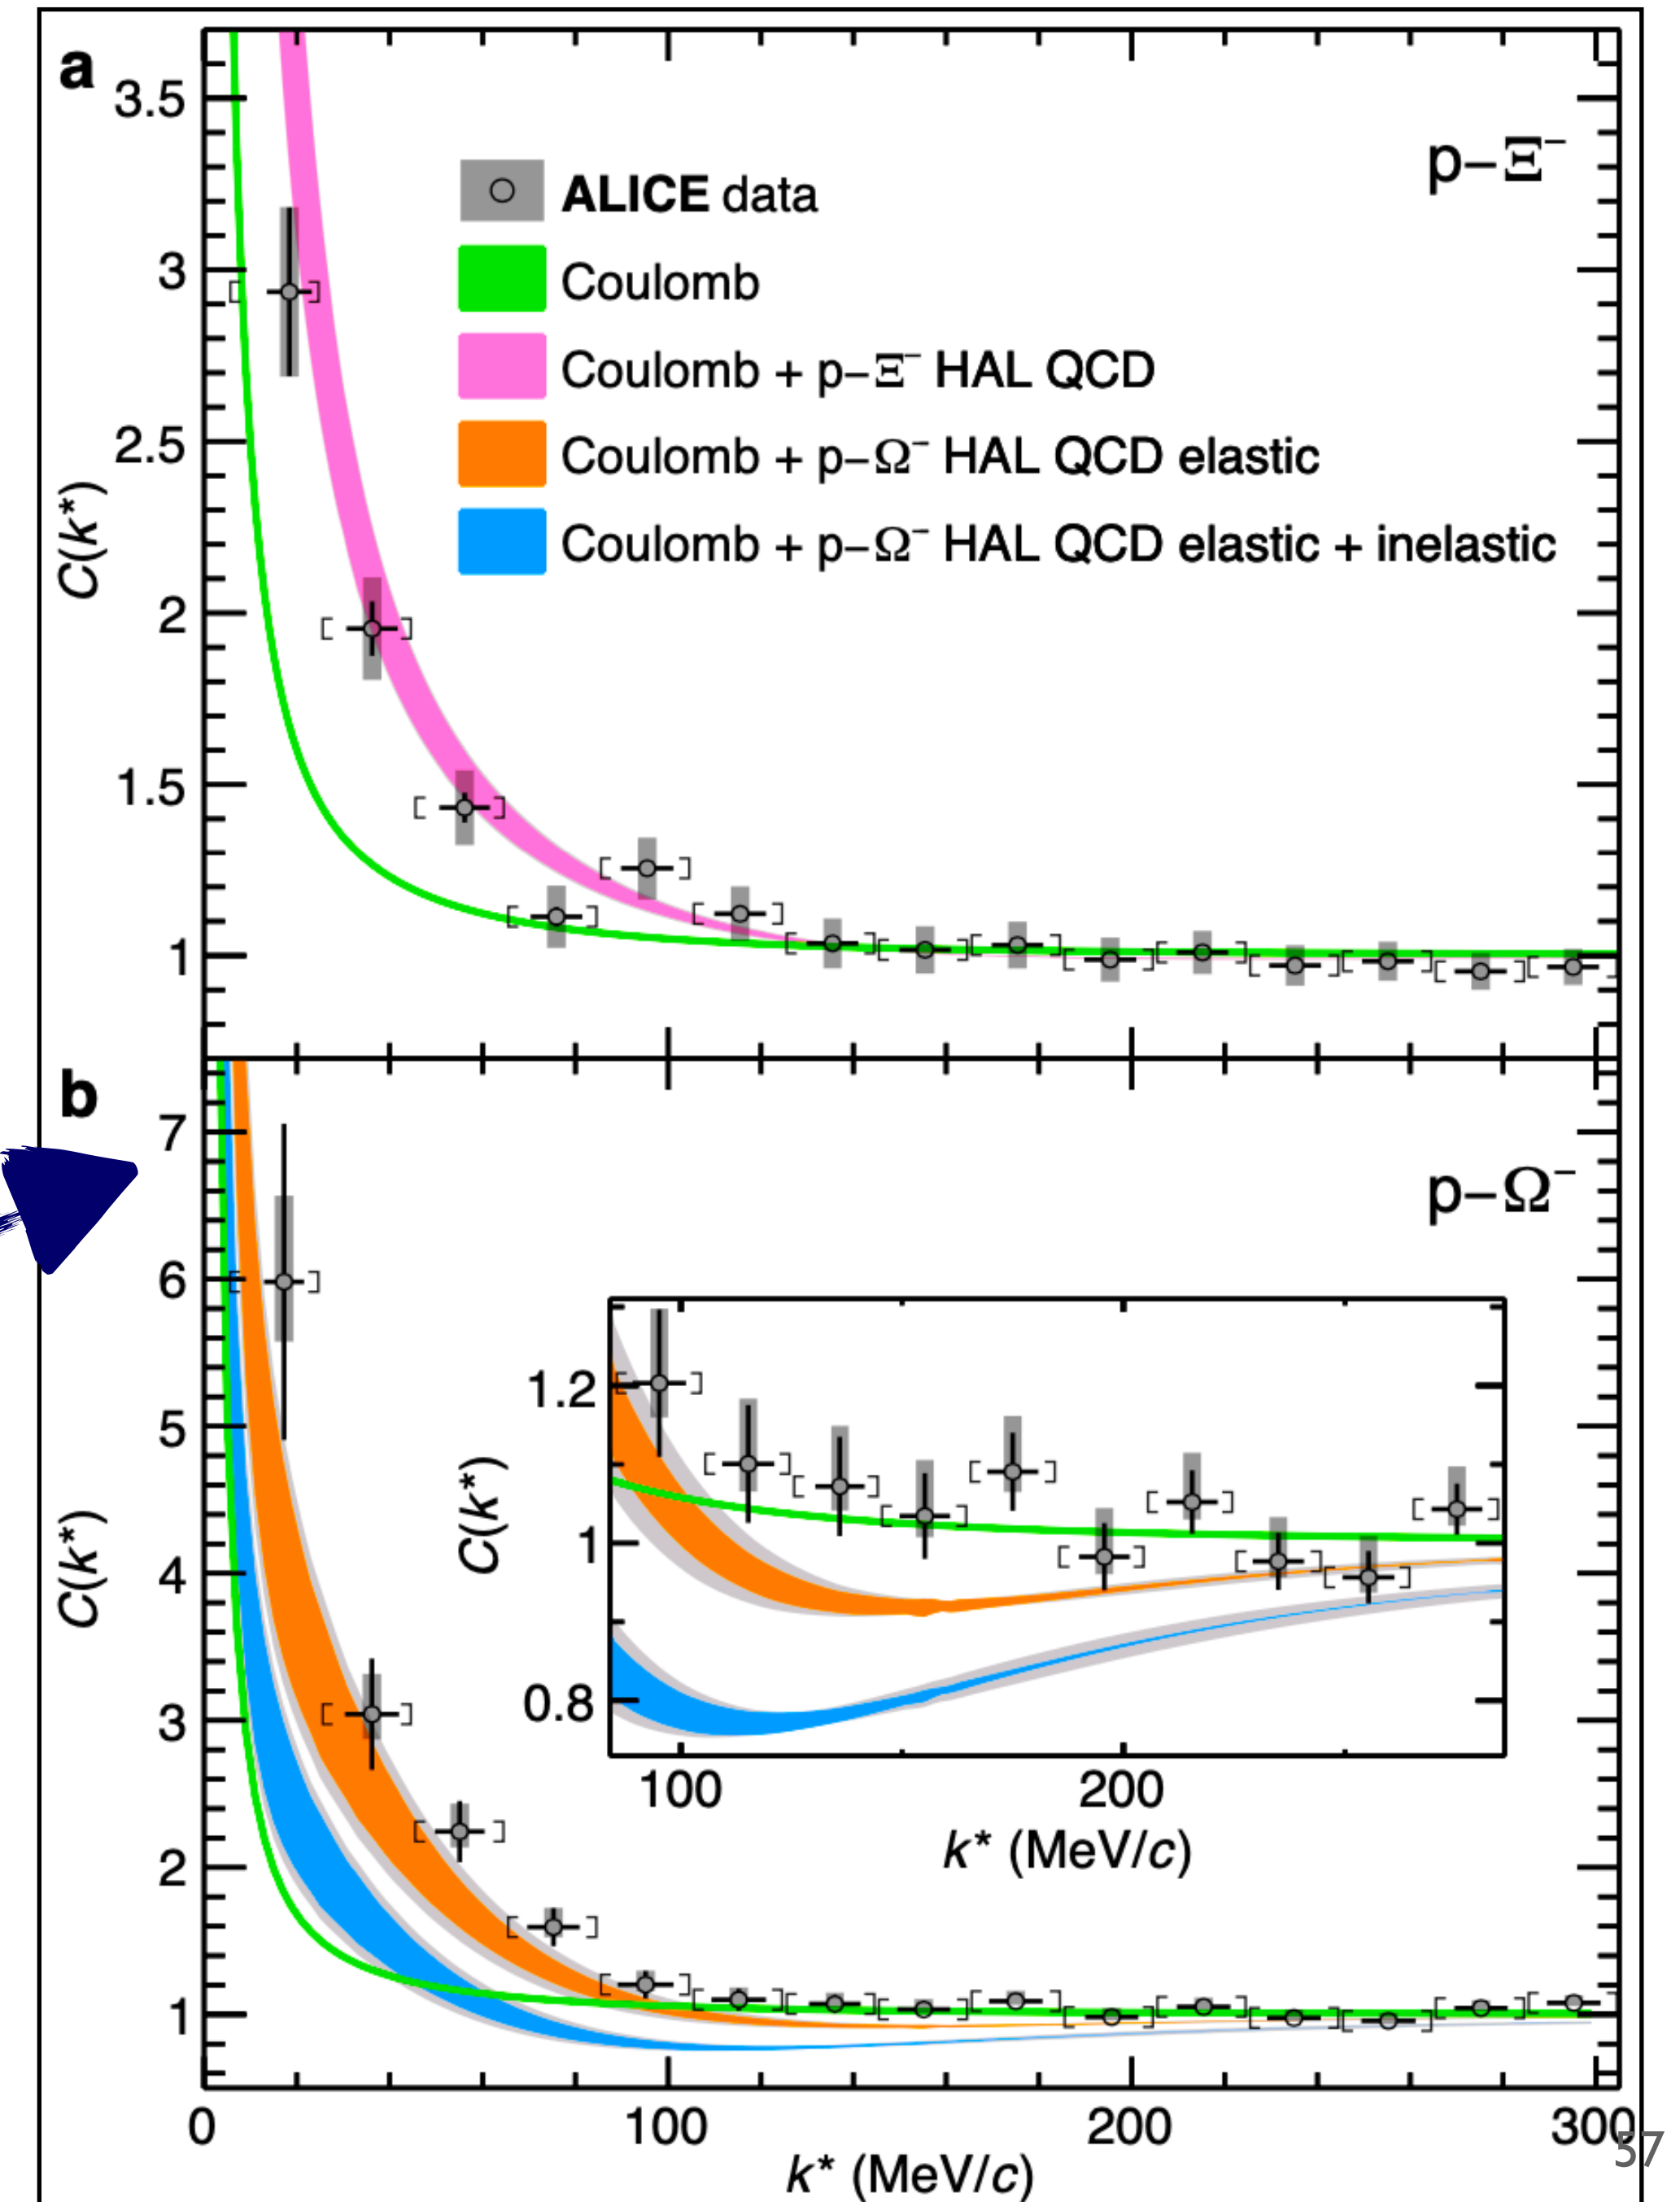 a
3.5
3
2.5
2
1.5
1
C(k*)
p–Ξ⁻
ALICE data
Coulomb
Coulomb + p–Ξ⁻ HAL QCD
Coulomb + p–Ω⁻ HAL QCD elastic
Coulomb + p–Ω⁻ HAL QCD elastic + inelastic
b
7
6
5
4
3
2
1
C(k*)
p–Ω⁻
1.2
1
0.8
C(k*)
100 200
k* (MeV/c)
0 100 200 300
k* (MeV/c)
57